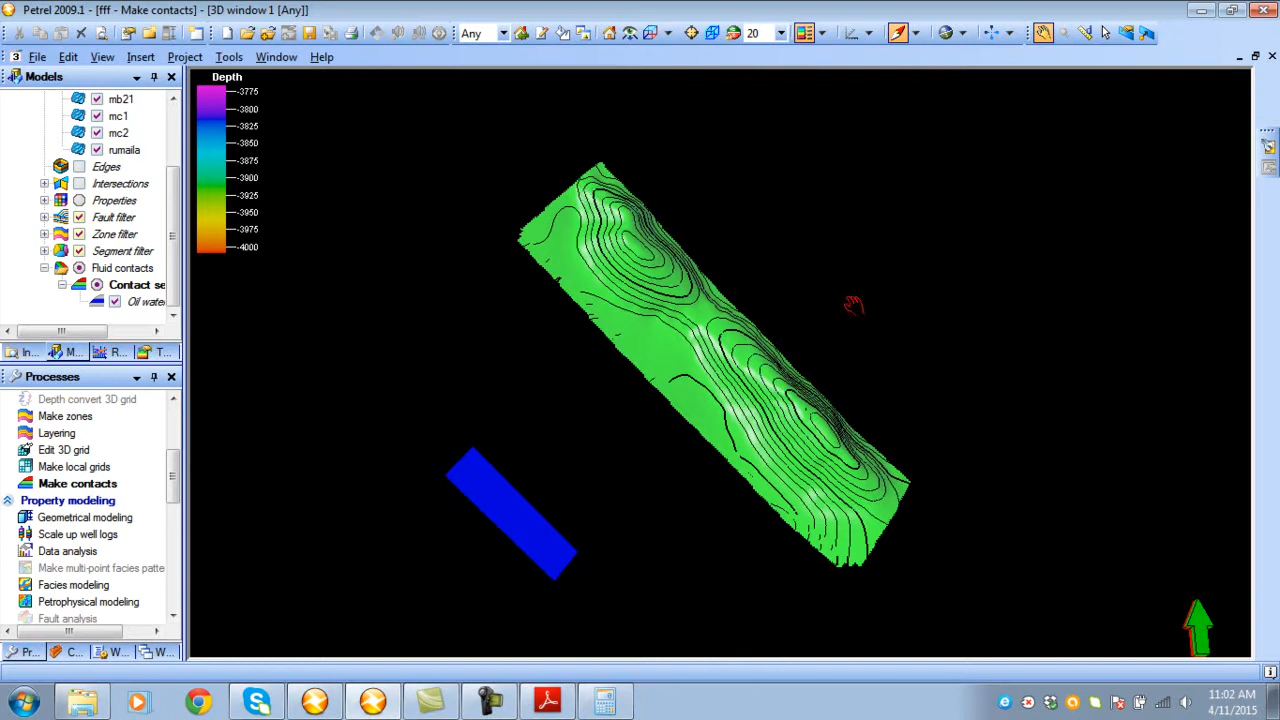 Petrel 2009.1 - [fff - Make contacts] - [3D window 1 [Any]]
Any
20
3 File Edit View Insert Project Tools Window Help
Models
mb21
mc1
mc2
rumaila
Edges
Intersections
Properties
Fault filter
Zone filter
Segment filter
Fluid contacts
Contact se
Oil wate
In... M... R... T...
Processes
Depth convert 3D grid
Make zones
Layering
Edit 3D grid
Make local grids
Make contacts
Property modeling
Geometrical modeling
Scale up well logs
Data analysis
Make multi-point facies patte
Facies modeling
Petrophysical modeling
Fault analysis
Pr... C... W... W...
Depth
-3775
-3800
-3825
-3850
-3875
-3900
-3925
-3950
-3975
-4000
11:02 AM
4/11/2015